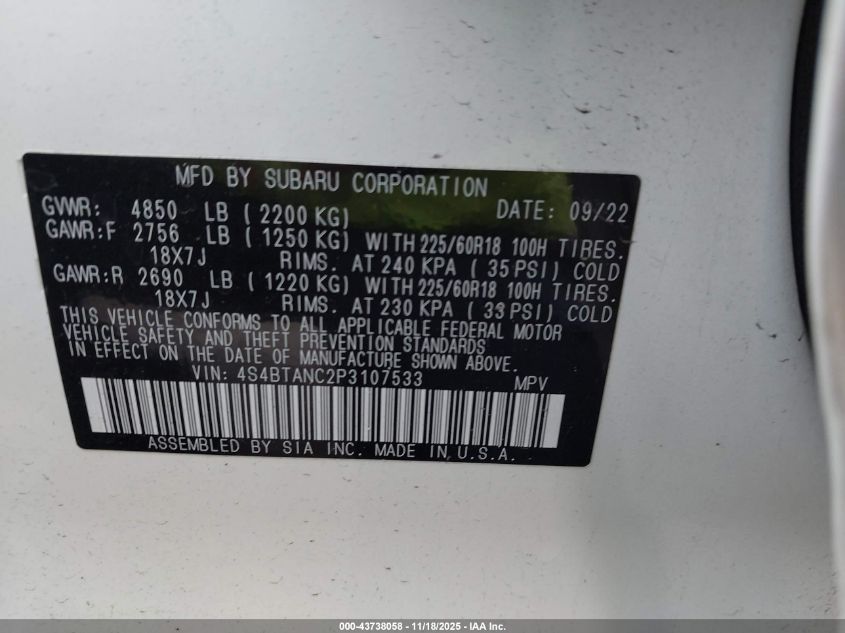 MFD BY SUBARU CORPORATION
GVWR: 4850 LB (2200 KG) DATE: 09/22
GAWR:F 2756 LB (1250 KG) WITH 225/60R18 100H TIRES.
18X7J RIMS. AT 240 KPA (35 PSI) COLD
GAWR:R 2690 LB (1220 KG) WITH 225/60R18 100H TIRES.
18X7J RIMS. AT 230 KPA (33 PSI) COLD
THIS VEHICLE CONFORMS TO ALL APPLICABLE FEDERAL MOTOR
VEHICLE SAFETY AND THEFT PREVENTION STANDARDS
IN EFFECT ON THE DATE OF MANUFACTURE SHOWN ABOVE.
VIN: 4S4BTANC2P3107533 MPV
ASSEMBLED BY SIA INC. MADE IN U.S.A.
000-43738058 - 11/18/2025 - IAA Inc.